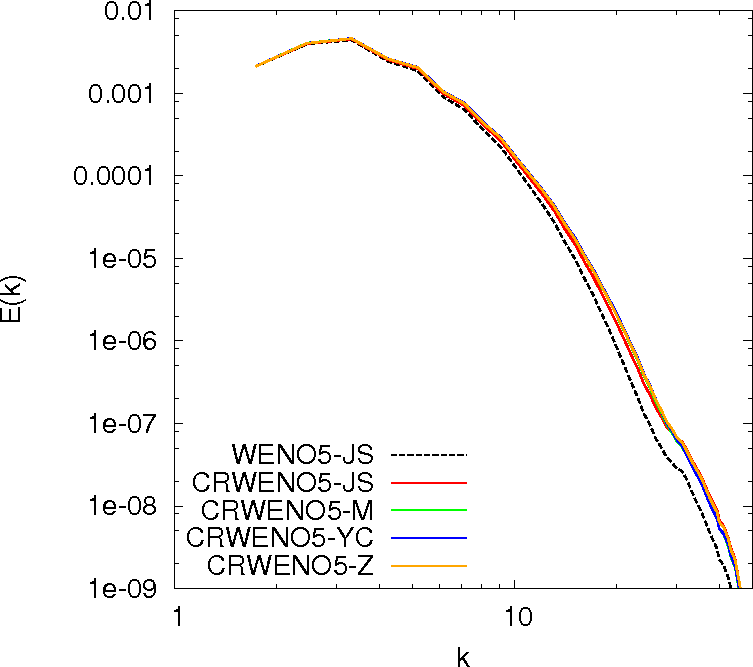 0.01
0.001
0.0001
1e-05
1e-06
1e-07
1e-08
1e-09
E(k)
WENO5-JS
CRWENO5-JS
CRWENO5-M
CRWENO5-YC
CRWENO5-Z
1
10
k